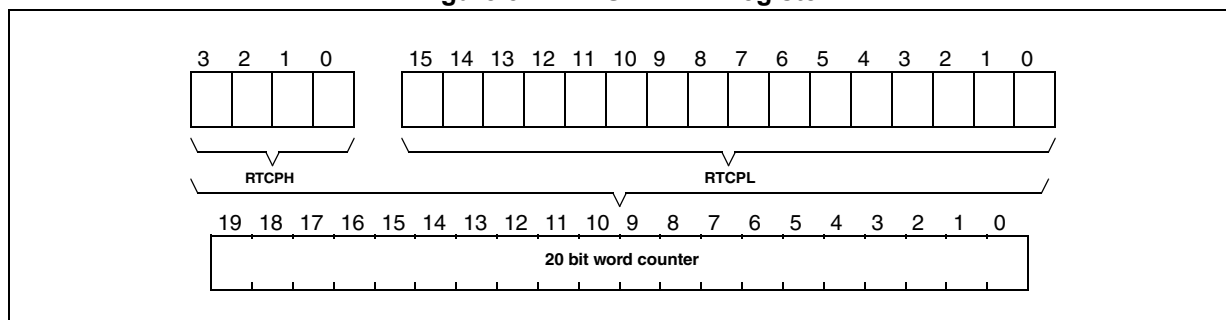 3 2 1 0 15 14 13 12 11 10 9 8 7 6 5 4 3 2 1 0
RTCPH RTCPL
19 18 17 16 15 14 13 12 11 10 9 8 7 6 5 4 3 2 1 0
20 bit word counter